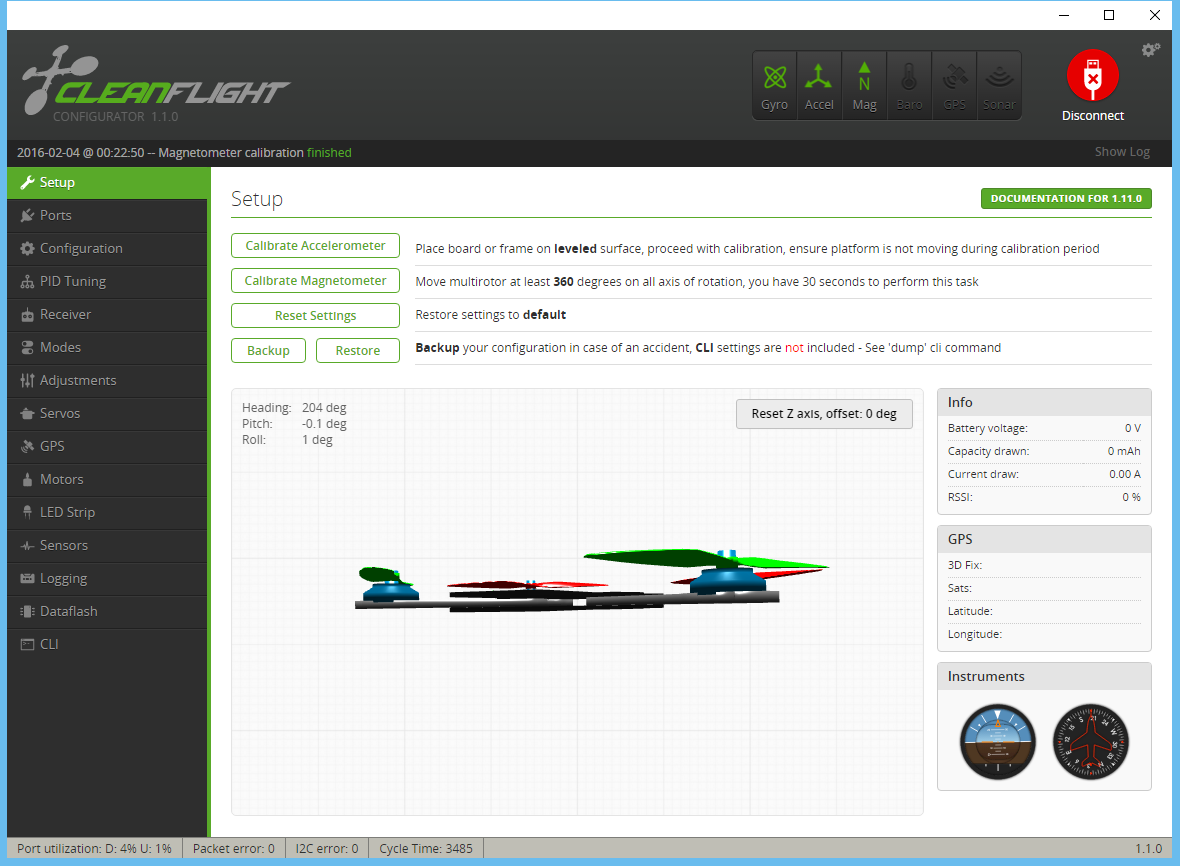 CLEANFLIGHT
CONFIGURATOR 1.1.0
Gyro Accel Mag Baro GPS Sonar
Disconnect
2016-02-04 @ 00:22:50 -- Magnetometer calibration finished
Show Log
Setup
Ports
Configuration
PID Tuning
Receiver
Modes
Adjustments
Servos
GPS
Motors
LED Strip
Sensors
Logging
Dataflash
CLI
Setup
DOCUMENTATION FOR 1.11.0
Calibrate Accelerometer
Place board or frame on leveled surface, proceed with calibration, ensure platform is not moving during calibration period
Calibrate Magnetometer
Move multirotor at least 360 degrees on all axis of rotation, you have 30 seconds to perform this task
Reset Settings
Restore settings to default
Backup
Restore
Backup your configuration in case of an accident, CLI settings are not included - See 'dump' cli command
Heading: 204 deg
Pitch: -0.1 deg
Roll: 1 deg
Reset Z axis, offset: 0 deg
Info
Battery voltage: 0 V
Capacity drawn: 0 mAh
Current draw: 0.00 A
RSSI: 0 %
GPS
3D Fix:
Sats:
Latitude:
Longitude:
Instruments
Port utilization: D: 4% U: 1%
Packet error: 0
I2C error: 0
Cycle Time: 3485
1.1.0